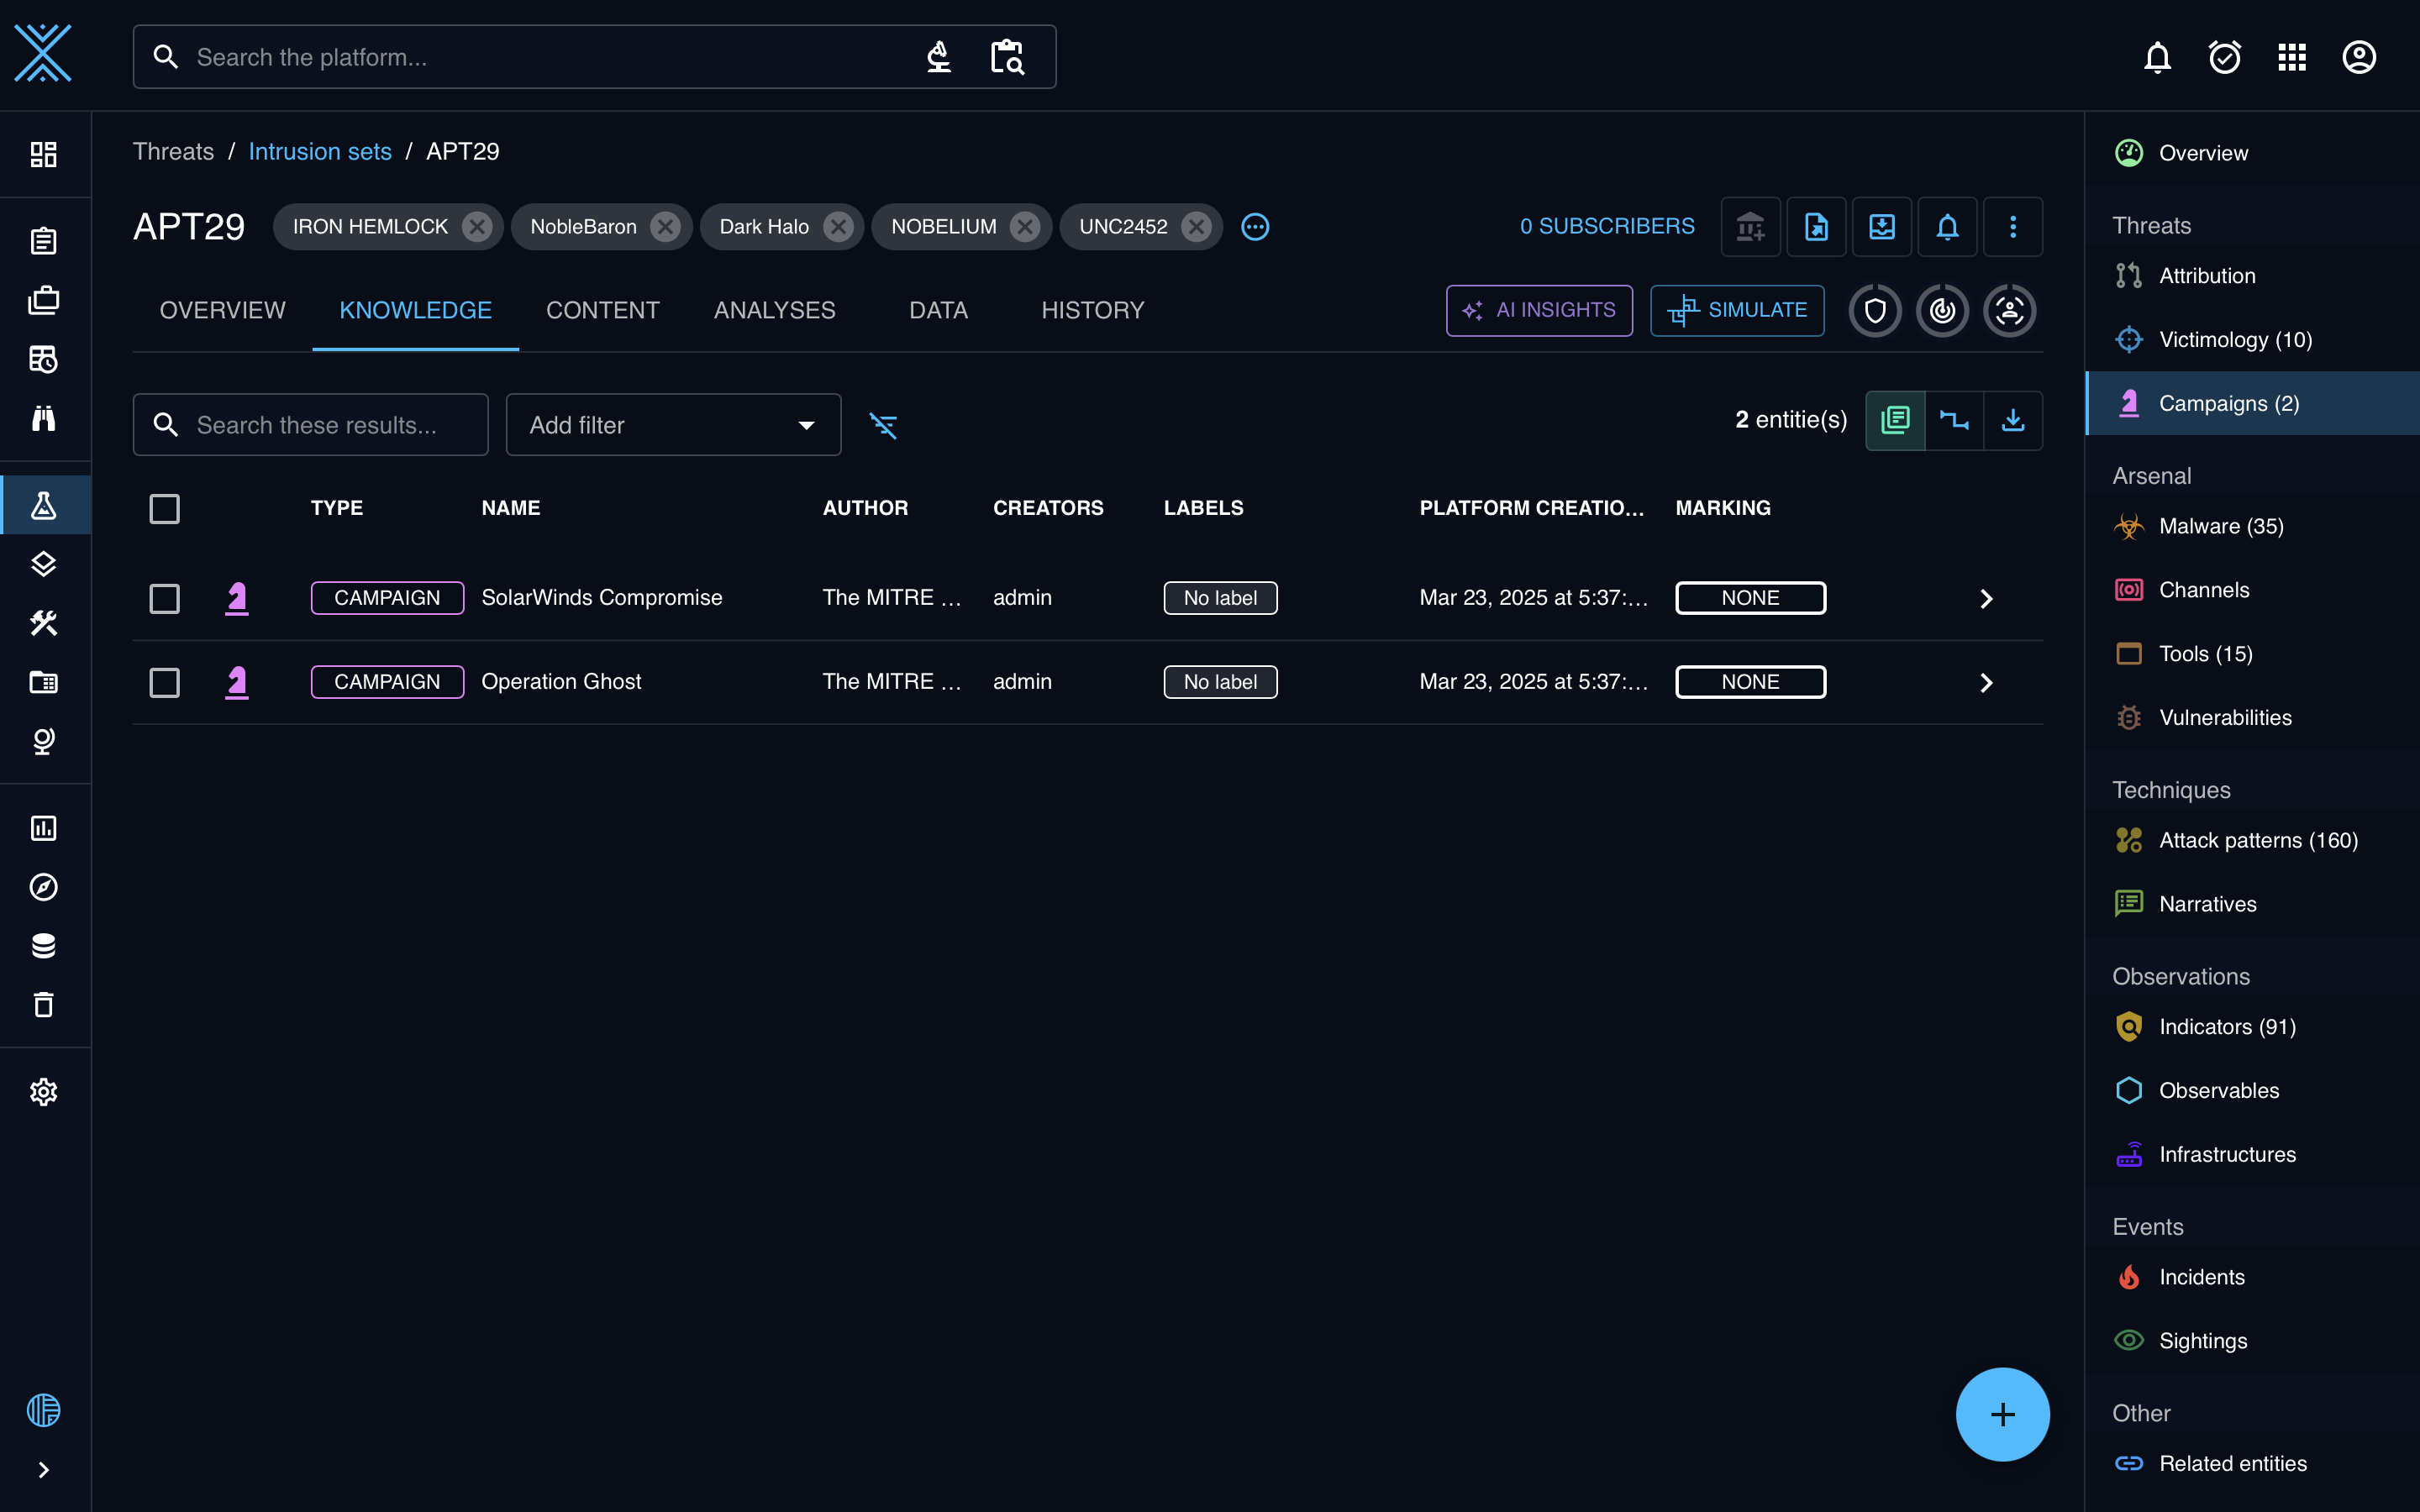 Search the platform...
Threats / Intrusion sets / APT29
APT29 IRON HEMLOCK NobleBaron Dark Halo NOBELIUM UNC2452 0 SUBSCRIBERS
OVERVIEW KNOWLEDGE CONTENT ANALYSES DATA HISTORY AI INSIGHTS SIMULATE
Search these results... Add filter 2 entitie(s)
TYPE NAME AUTHOR CREATORS LABELS PLATFORM CREATIO... MARKING
CAMPAIGN SolarWinds Compromise The MITRE ... admin No label Mar 23, 2025 at 5:37:... NONE
CAMPAIGN Operation Ghost The MITRE ... admin No label Mar 23, 2025 at 5:37:... NONE
Overview
Threats
Attribution
Victimology (10)
Campaigns (2)
Arsenal
Malware (35)
Channels
Tools (15)
Vulnerabilities
Techniques
Attack patterns (160)
Narratives
Observations
Indicators (91)
Observables
Infrastructures
Events
Incidents
Sightings
Other
Related entities